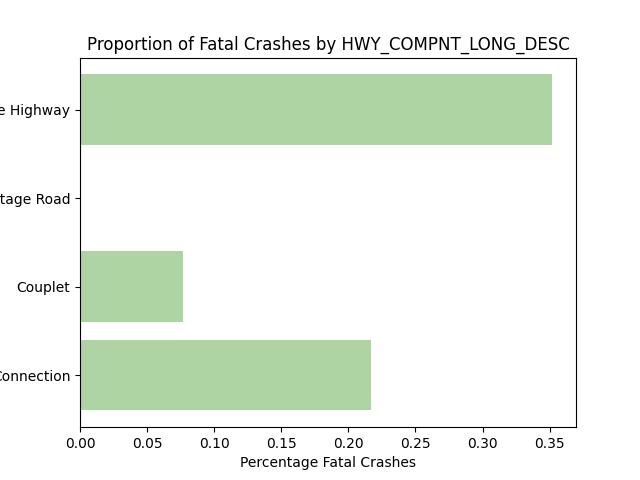 Proportion of Fatal Crashes by HWY_COMPNT_LONG_DESC
Highway
tage Road
Couplet
Connection
0.00 0.05 0.10 0.15 0.20 0.25 0.30 0.35
Percentage Fatal Crashes